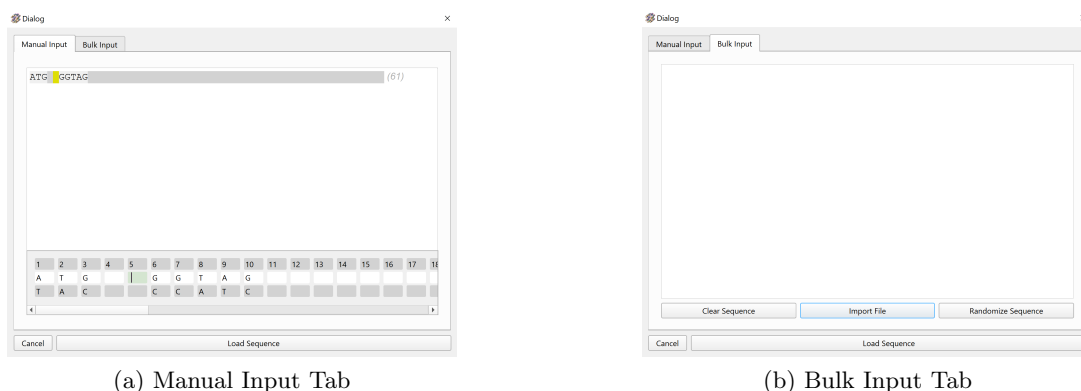 Dialog ×
Manual Input Bulk Input
ATG GGTAG (61)
1 2 3 4 5 6 7 8 9 10 11 12 13 14 15 16 17 18
A T G G G T A G
T A C C C A T C
Cancel Load Sequence
(a) Manual Input Tab
Dialog
Manual Input Bulk Input
Clear Sequence Import File Randomize Sequence
Cancel Load Sequence
(b) Bulk Input Tab